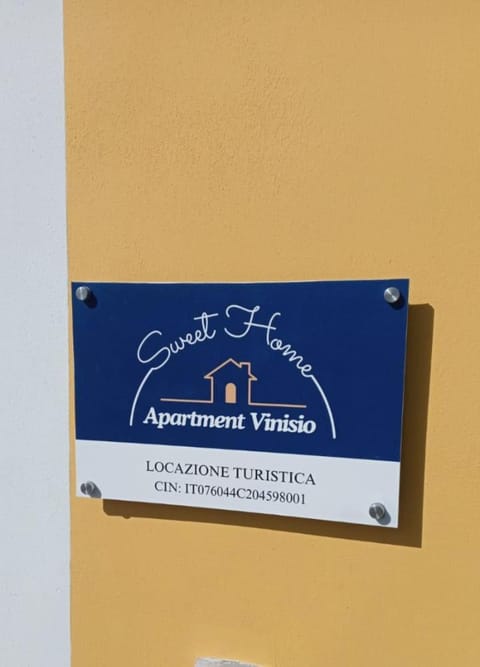 Sweet Home
Apartment Vinisio
LOCAZIONE TURISTICA
CIN: IT076044C204598001